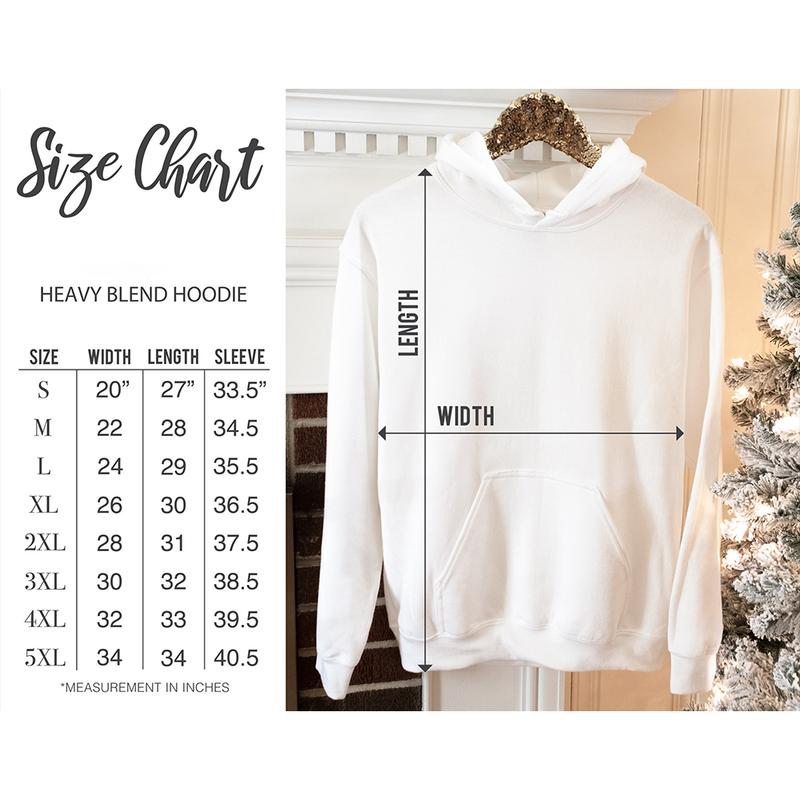 Size Chart
HEAVY BLEND HOODIE
SIZE WIDTH LENGTH SLEEVE
S 20” 27” 33.5”
M 22 28 34.5
L 24 29 35.5
XL 26 30 36.5
2XL 28 31 37.5
3XL 30 32 38.5
4XL 32 33 39.5
5XL 34 34 40.5
*MEASUREMENT IN INCHES
LENGTH
WIDTH